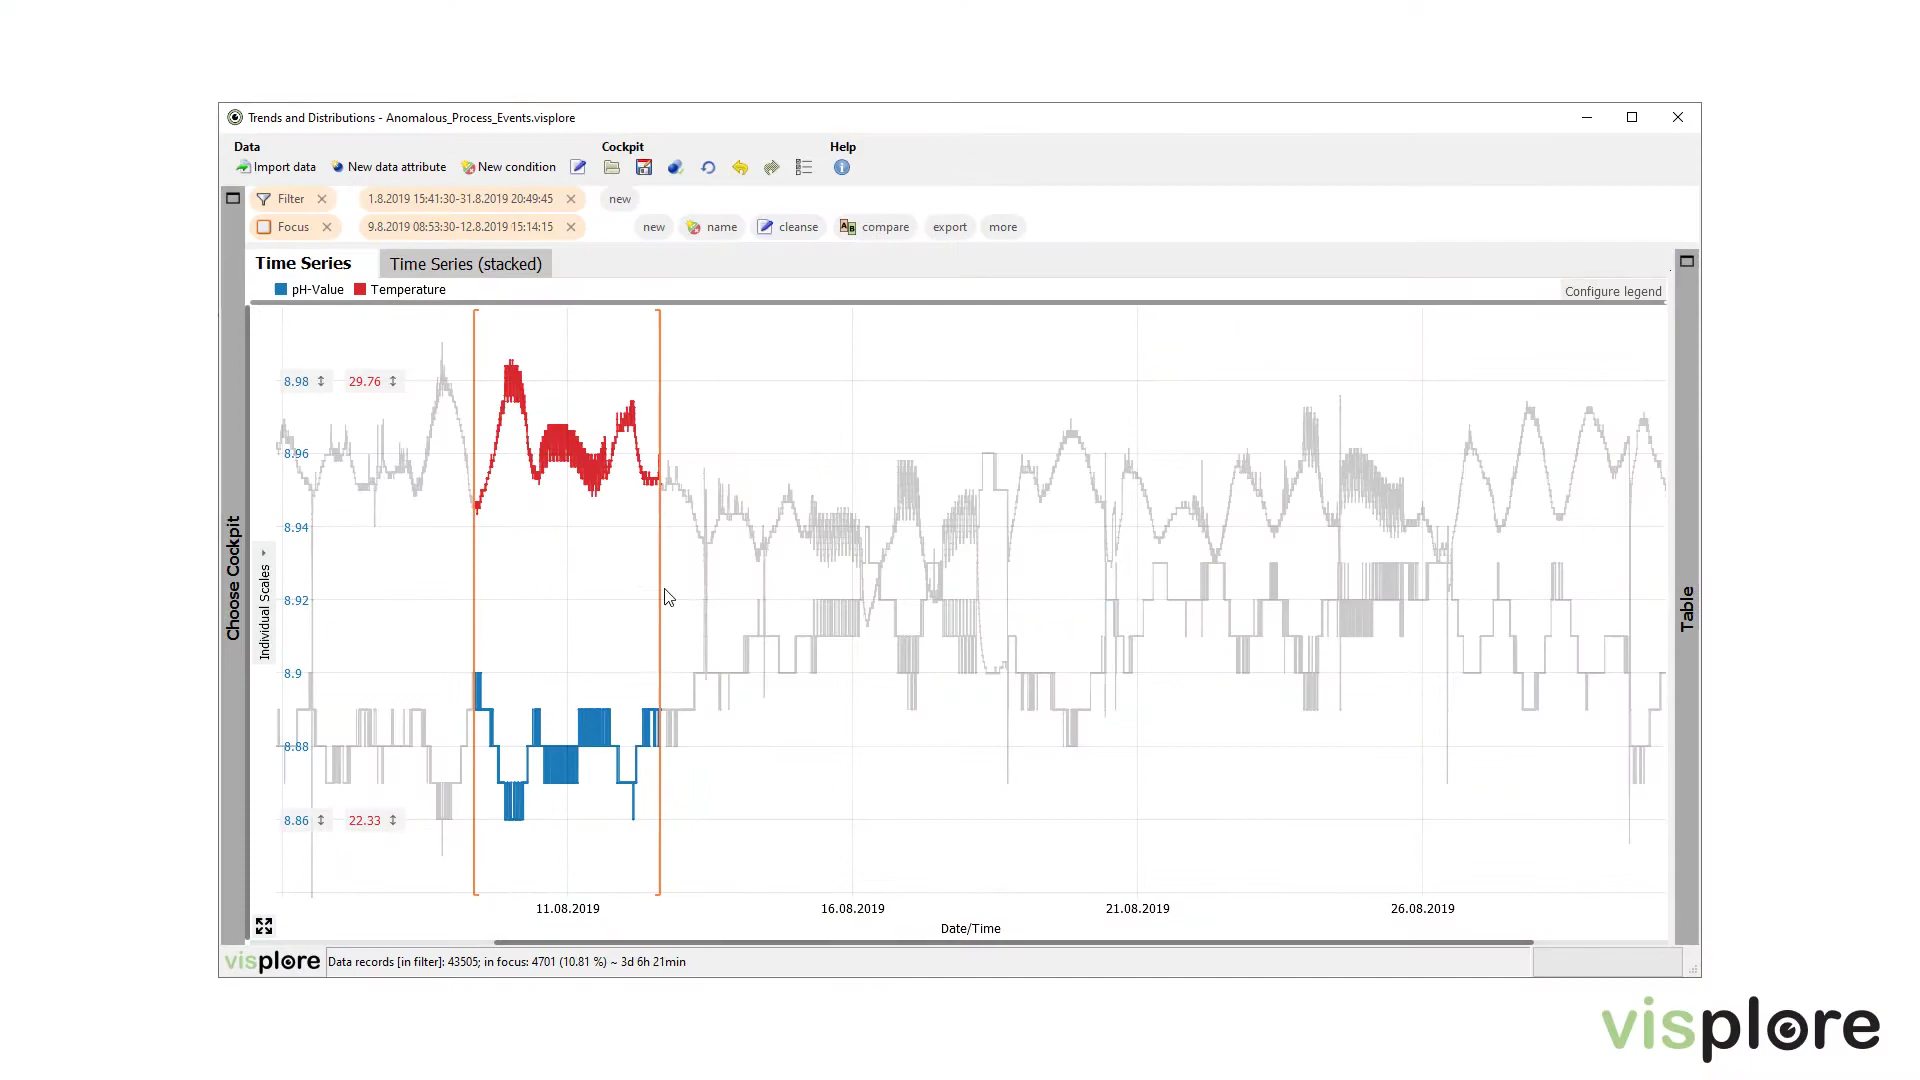 Trends and Distributions - Anomalous_Process_Events.visplore
Data
Cockpit
Help
Import data
New data attribute
New condition
Filter
1.8.2019 15:41:30-31.8.2019 20:49:45
new
Focus
9.8.2019 08:53:30-12.8.2019 15:14:15
new
name
cleanse
compare
export
more
Time Series
Time Series (stacked)
pH-Value
Temperature
Configure legend
8.98
29.76
8.96
8.94
8.92
8.9
8.88
8.86
22.33
Choose Cockpit
Individual Scales
Table
11.08.2019
16.08.2019
21.08.2019
26.08.2019
Date/Time
visplore
Data records [in filter]: 43505; in focus: 4701 (10.81 %) ~ 3d 6h 21min
visplore